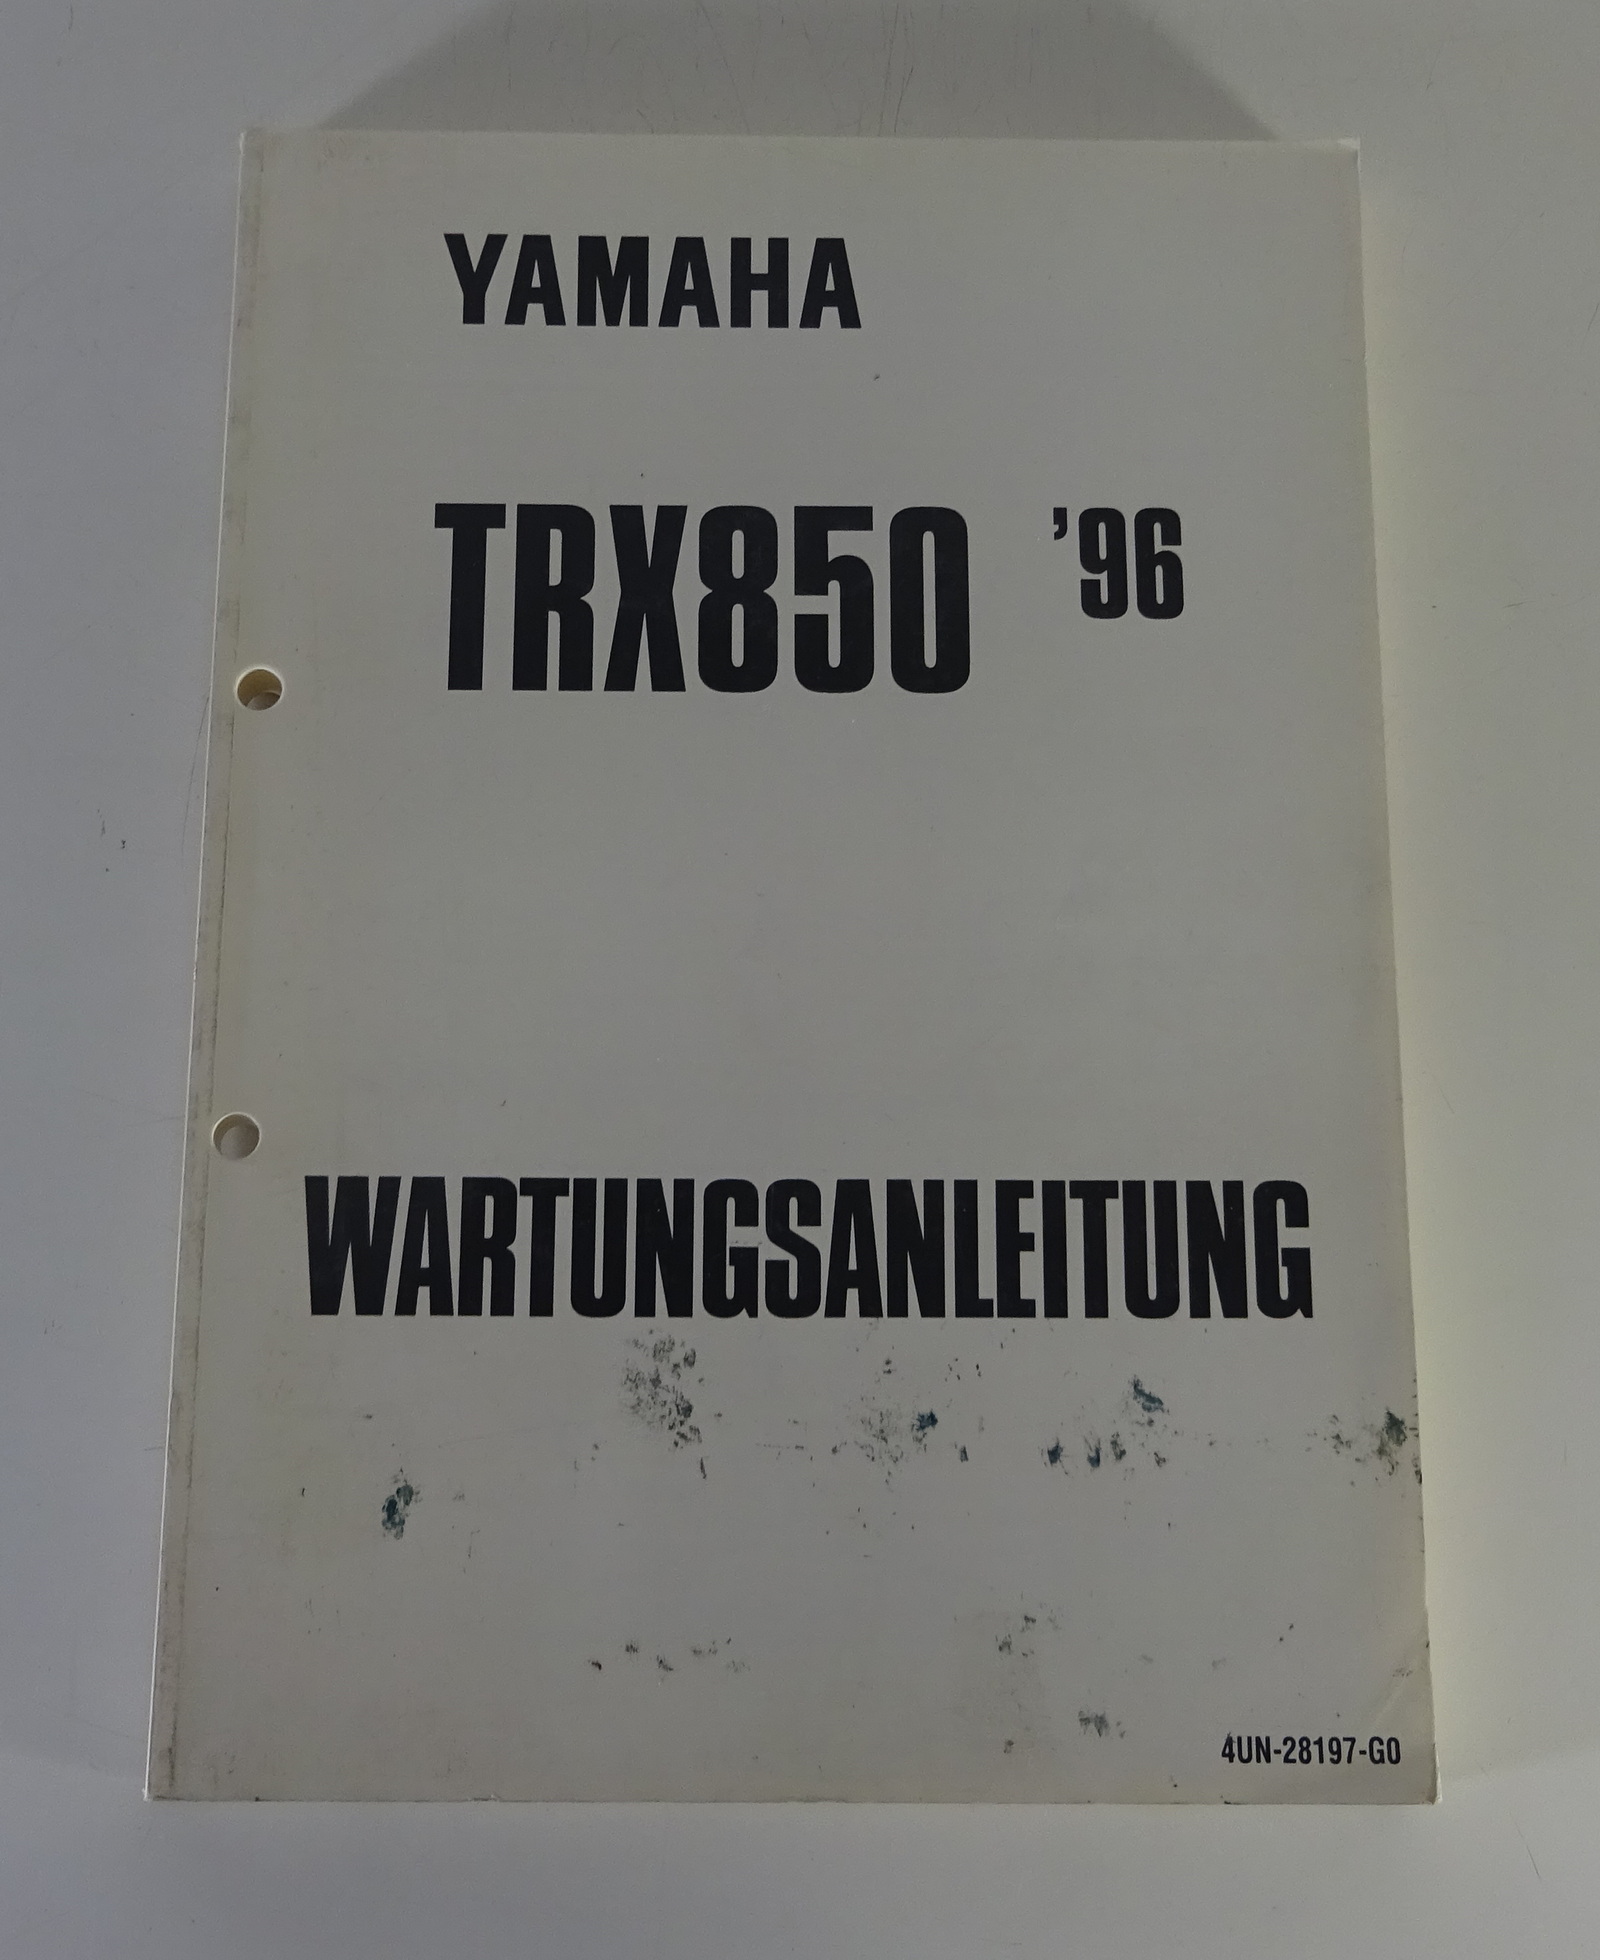 YAMAHA
TRX850 '96
WARTUNGSANLEITUNG
4UN-28197-G0